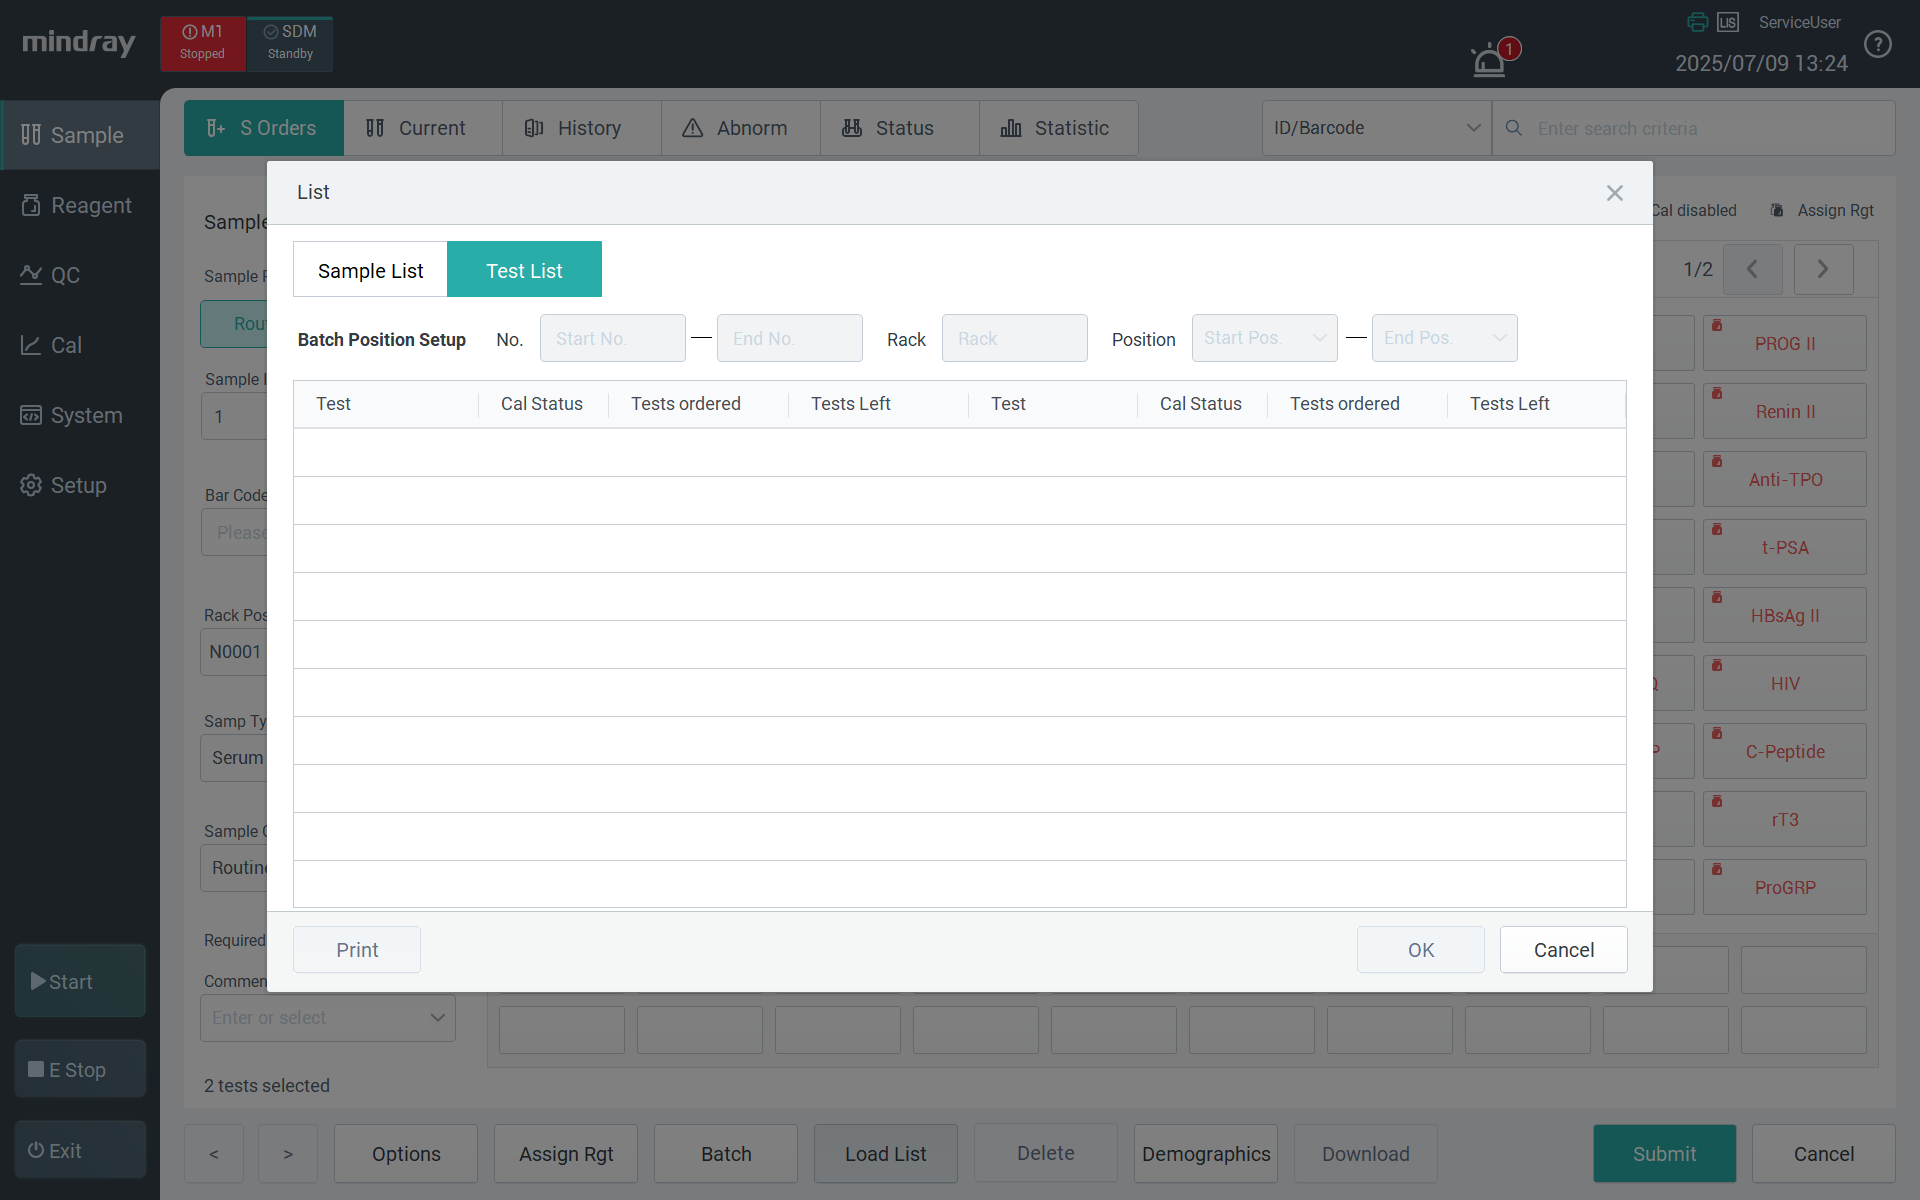 mindray
M1
Stopped
SDM
Standby
1
LIS
ServiceUser
2025/07/09 13:24
?
Sample
Reagent
QC
Cal
System
Setup
Start
E Stop
Exit
S Orders
Current
History
Abnorm
Status
Statistic
ID/Barcode
Enter search criteria
Sample
Cal disabled
Assign Rgt
1/2
Sample
Rou
Sample I
1
Bar Code
Please
Rack Pos
N0001
Samp Ty
Serum
Sample
Routin
Required
Commen
Enter or select
2 tests selected
List
Sample List
Test List
Batch Position Setup
No.
Start No.
—
End No.
Rack
Rack
Position
Start Pos.
—
End Pos.
Test
Cal Status
Tests ordered
Tests Left
Test
Cal Status
Tests ordered
Tests Left
Print
OK
Cancel
PROG II
Renin II
Anti-TPO
t-PSA
HBsAg II
HIV
P
C-Peptide
rT3
ProGRP
<
>
Options
Assign Rgt
Batch
Load List
Delete
Demographics
Download
Submit
Cancel